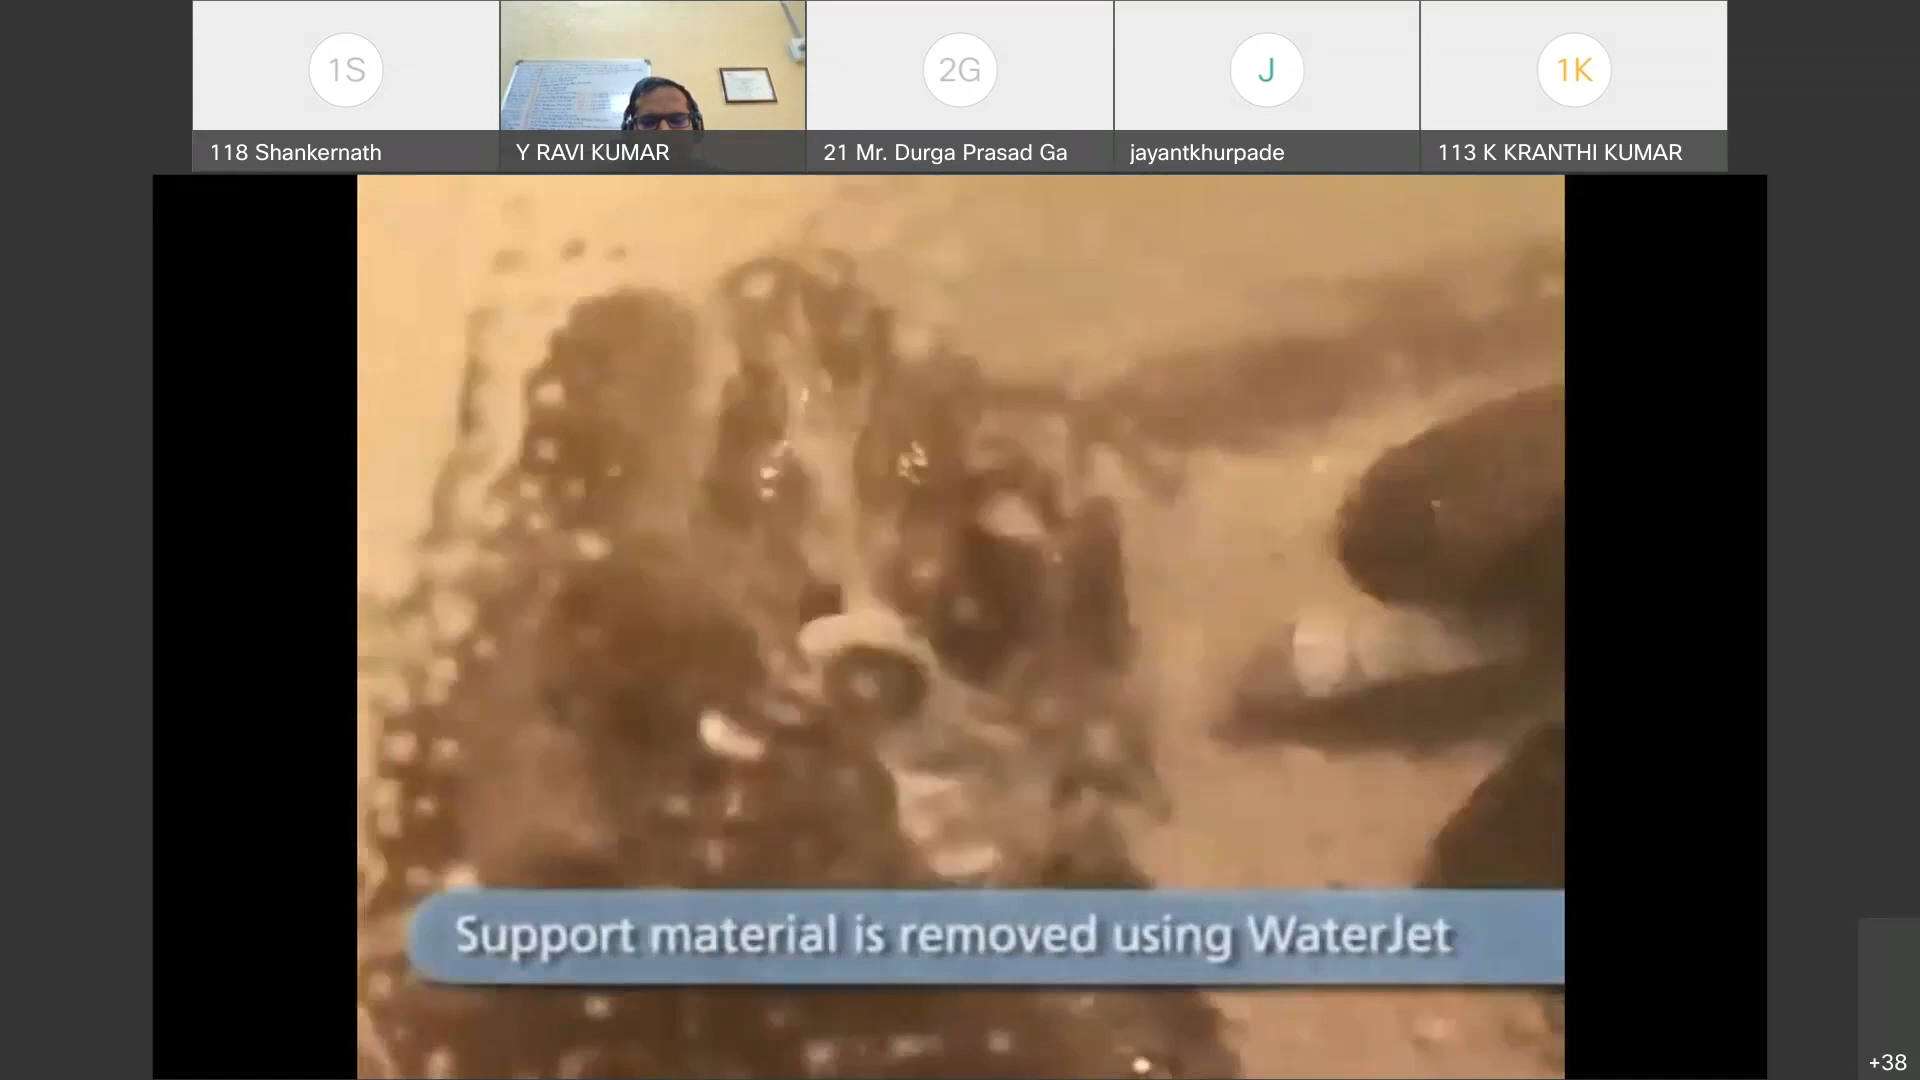 1S
2G
J
1K
118 Shankernath
Y RAVI KUMAR
21 Mr. Durga Prasad Ga
jayantkhurpade
113 K KRANTHI KUMAR
Support material is removed using WaterJet
+38